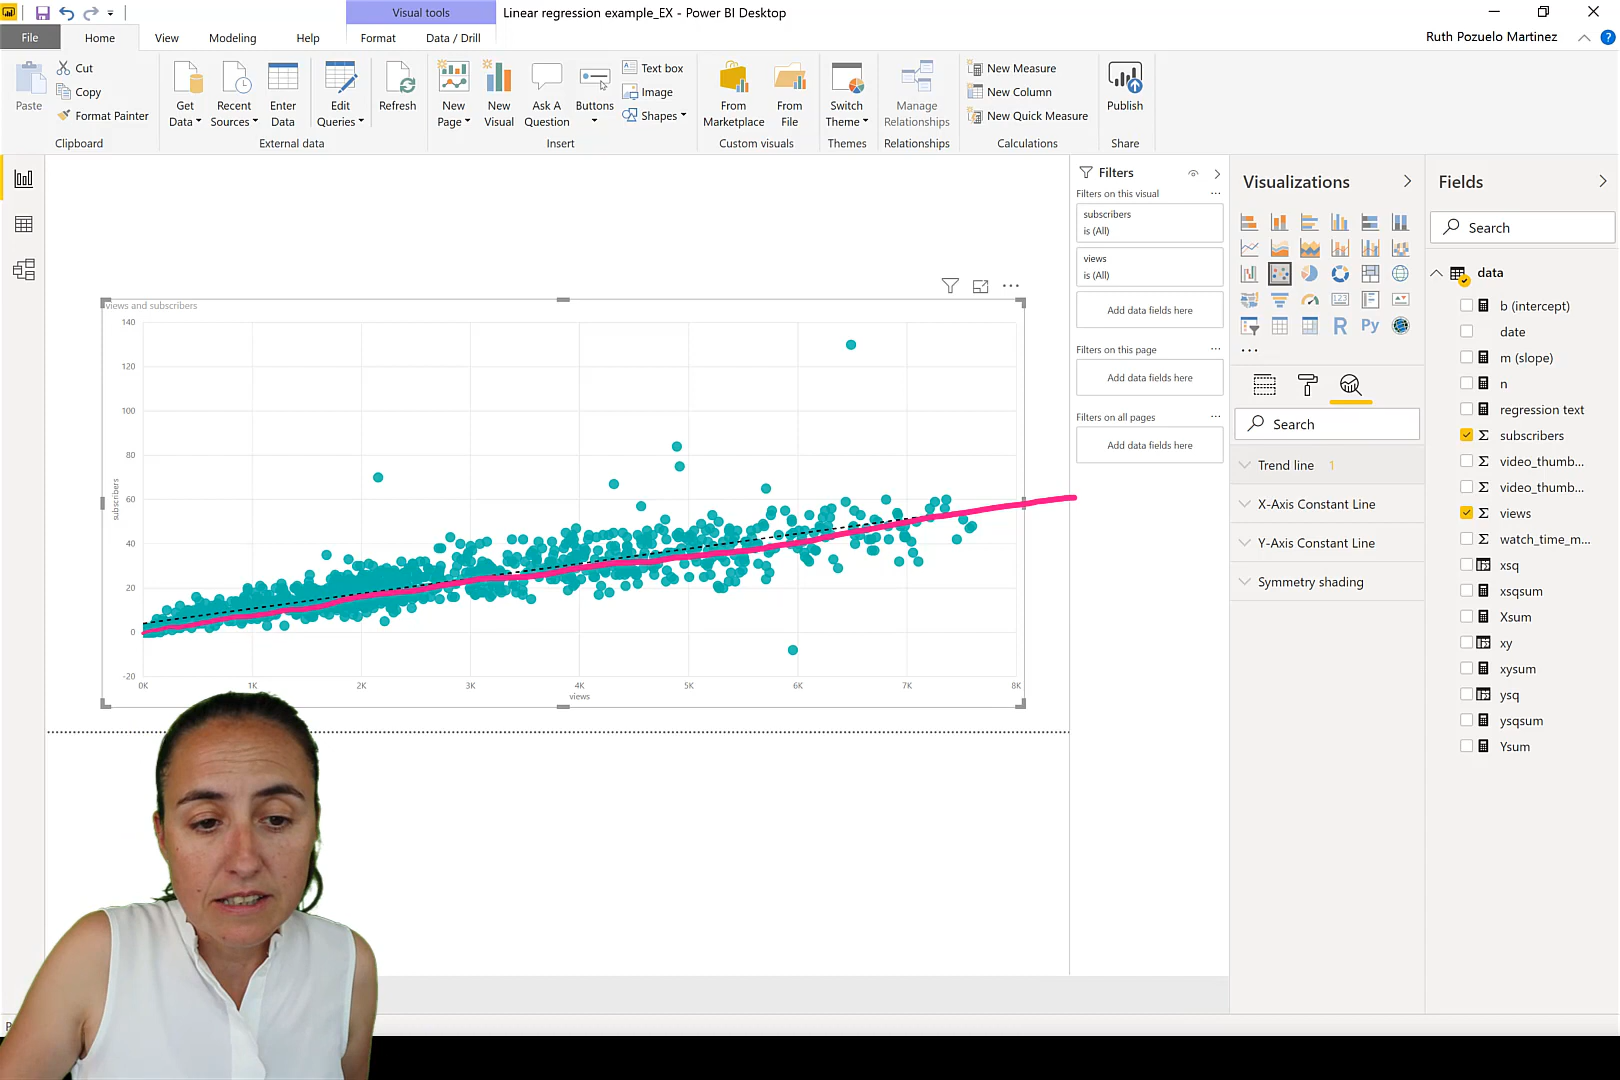 Visual tools
Linear regression example_EX - Power BI Desktop
File
Home
View
Modeling
Help
Format
Data / Drill
Ruth Pozuelo Martinez
?
Paste
Cut
Copy
Format Painter
Clipboard
Get
Data
Recent
Sources
Enter
Data
Edit
Queries
Refresh
External data
New
Page
New
Visual
Ask A
Question
Buttons
Text box
Image
Shapes
Insert
From
Marketplace
From
File
Custom visuals
Switch
Theme
Themes
Manage
Relationships
Relationships
New Measure
New Column
New Quick Measure
Calculations
Publish
Share
views and subscribers
140
120
100
80
60
40
20
0
-20
subscribers
0K
1K
2K
3K
4K
5K
6K
7K
8K
views
Filters
Filters on this visual
subscribers
is (All)
views
is (All)
Add data fields here
Filters on this page
Add data fields here
Filters on all pages
Add data fields here
Visualizations
123
R
Py
Search
Trend line 1
X-Axis Constant Line
Y-Axis Constant Line
Symmetry shading
Fields
Search
data
b (intercept)
date
m (slope)
n
regression text
Σ subscribers
Σ video_thumb...
Σ video_thumb...
Σ views
Σ watch_time_m...
xsq
xsqsum
Xsum
xy
xysum
ysq
ysqsum
Ysum